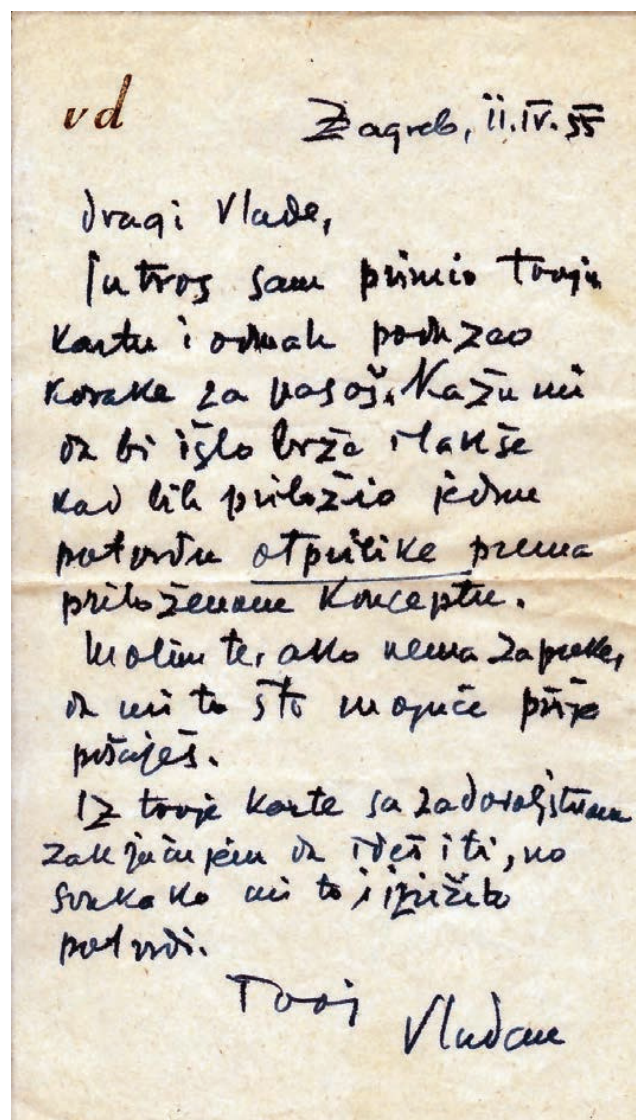 vd
Zagreb, 11.IV.55
Dragi Vlade,
Jutros sam primio tvoju
kartu i odmah poduzao
korake za pasoš. Kažu mi
da bi išlo brže i lakše
kad bih priložio jednu
potvrdu otprilike prema
priloženome konceptu.
Molim te, ako nema zapreke,
da mi to što moguće prije
pošalješ.
Iz tvoje karte sa zadovoljstvom
zaključujem da ideš i ti, no
svakako mi to i izričito
potvrdi.
Tvoj
Vladan